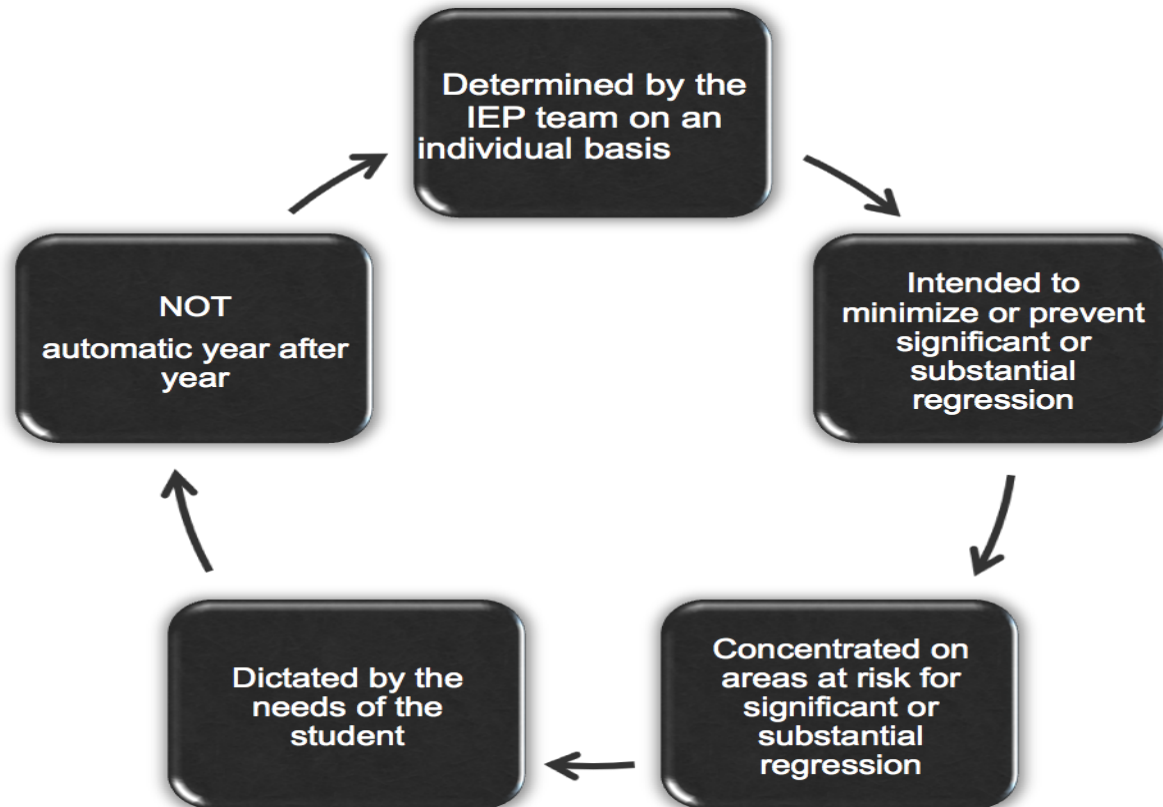 Determined by the
IEP team on an
individual basis
Intended to
minimize or prevent
significant or
substantial
regression
Concentrated on
areas at risk for
significant or
substantial
regression
Dictated by the
needs of the
student
NOT
automatic year after
year